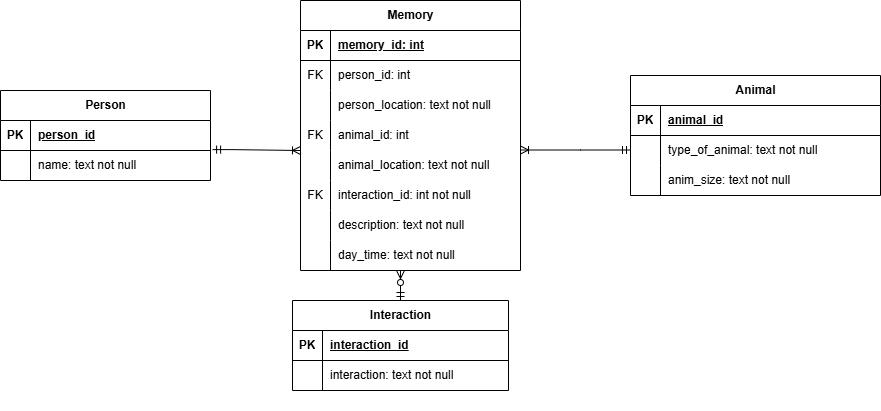 Memory
PK memory_id: int
FK person_id: int
person_location: text not null
FK animal_id: int
animal_location: text not null
FK interaction_id: int not null
description: text not null
day_time: text not null
Person
PK person_id
name: text not null
Animal
PK animal_id
type_of_animal: text not null
anim_size: text not null
Interaction
PK interaction_id
interaction: text not null